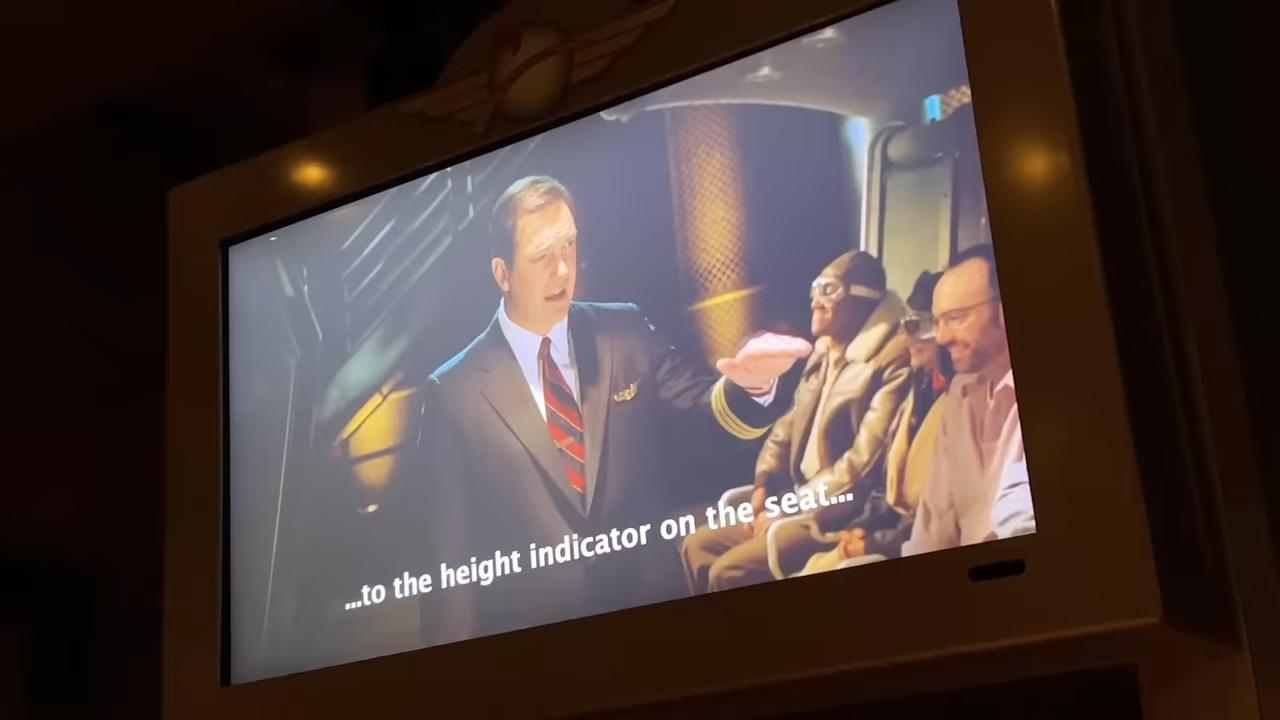 ...to the height indicator on the seat...